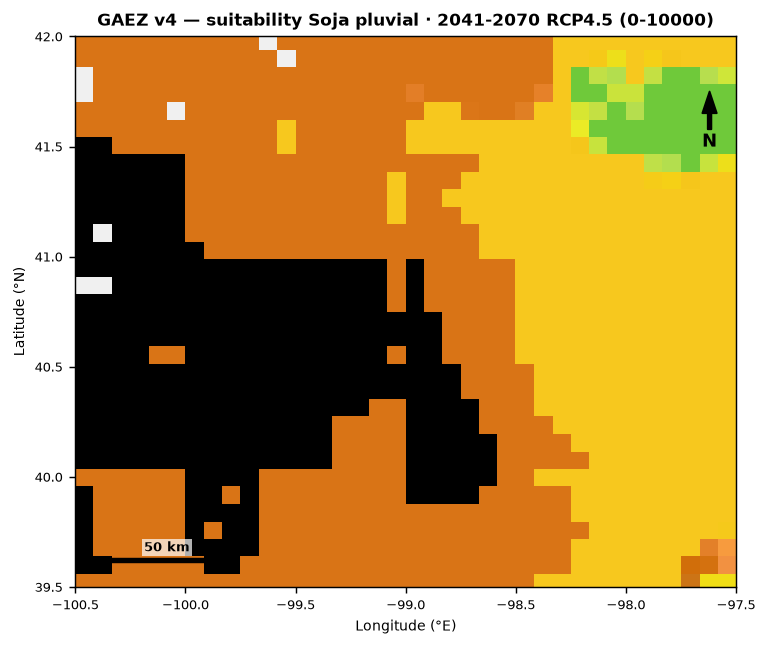 GAEZ v4 — suitability Soja pluvial · 2041-2070 RCP4.5 (0-10000)
42.0
41.5
41.0
40.5
40.0
39.5
Latitude (°N)
N
50 km
−100.5
−100.0
−99.5
−99.0
−98.5
−98.0
−97.5
Longitude (°E)